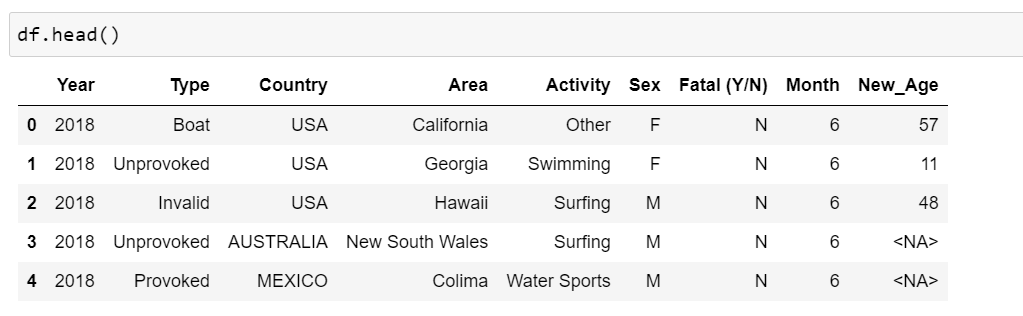 df.head()
Year Type Country Area Activity Sex Fatal (Y/N) Month New_Age
0 2018 Boat USA California Other F N 6 57
1 2018 Unprovoked USA Georgia Swimming F N 6 11
2 2018 Invalid USA Hawaii Surfing M N 6 48
3 2018 Unprovoked AUSTRALIA New South Wales Surfing M N 6 <NA>
4 2018 Provoked MEXICO Colima Water Sports M N 6 <NA>